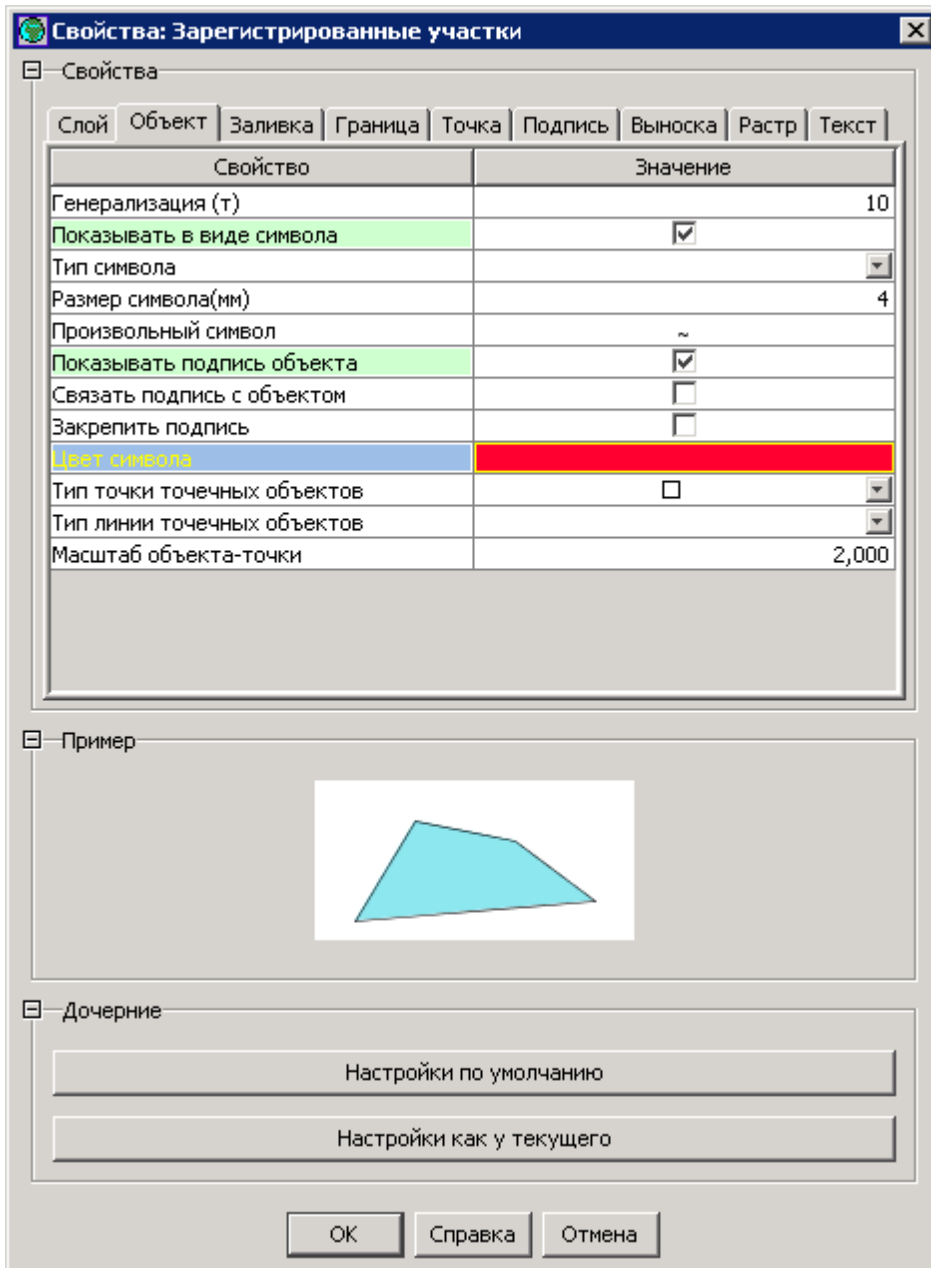 Свойства: Зарегистрированные участки
Свойства
Слой Объект Заливка Граница Точка Подпись Выноска Растр Текст
Свойство Значение
Генерализация (т) 10
Показывать в виде символа
Тип символа
Размер символа(мм) 4
Произвольный символ ~
Показывать подпись объекта
Связать подпись с объектом
Закрепить подпись
Цвет символа
Тип точки точечных объектов
Тип линии точечных объектов
Масштаб объекта-точки 2,000
Пример
Дочерние
Настройки по умолчанию
Настройки как у текущего
ОК Справка Отмена